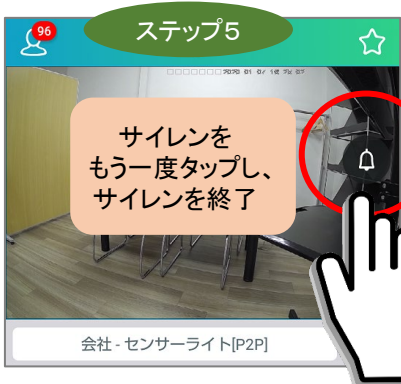 ステップ5
96
サイレンを
もう一度タップし、
サイレンを終了
会社 - センサーライト[P2P]